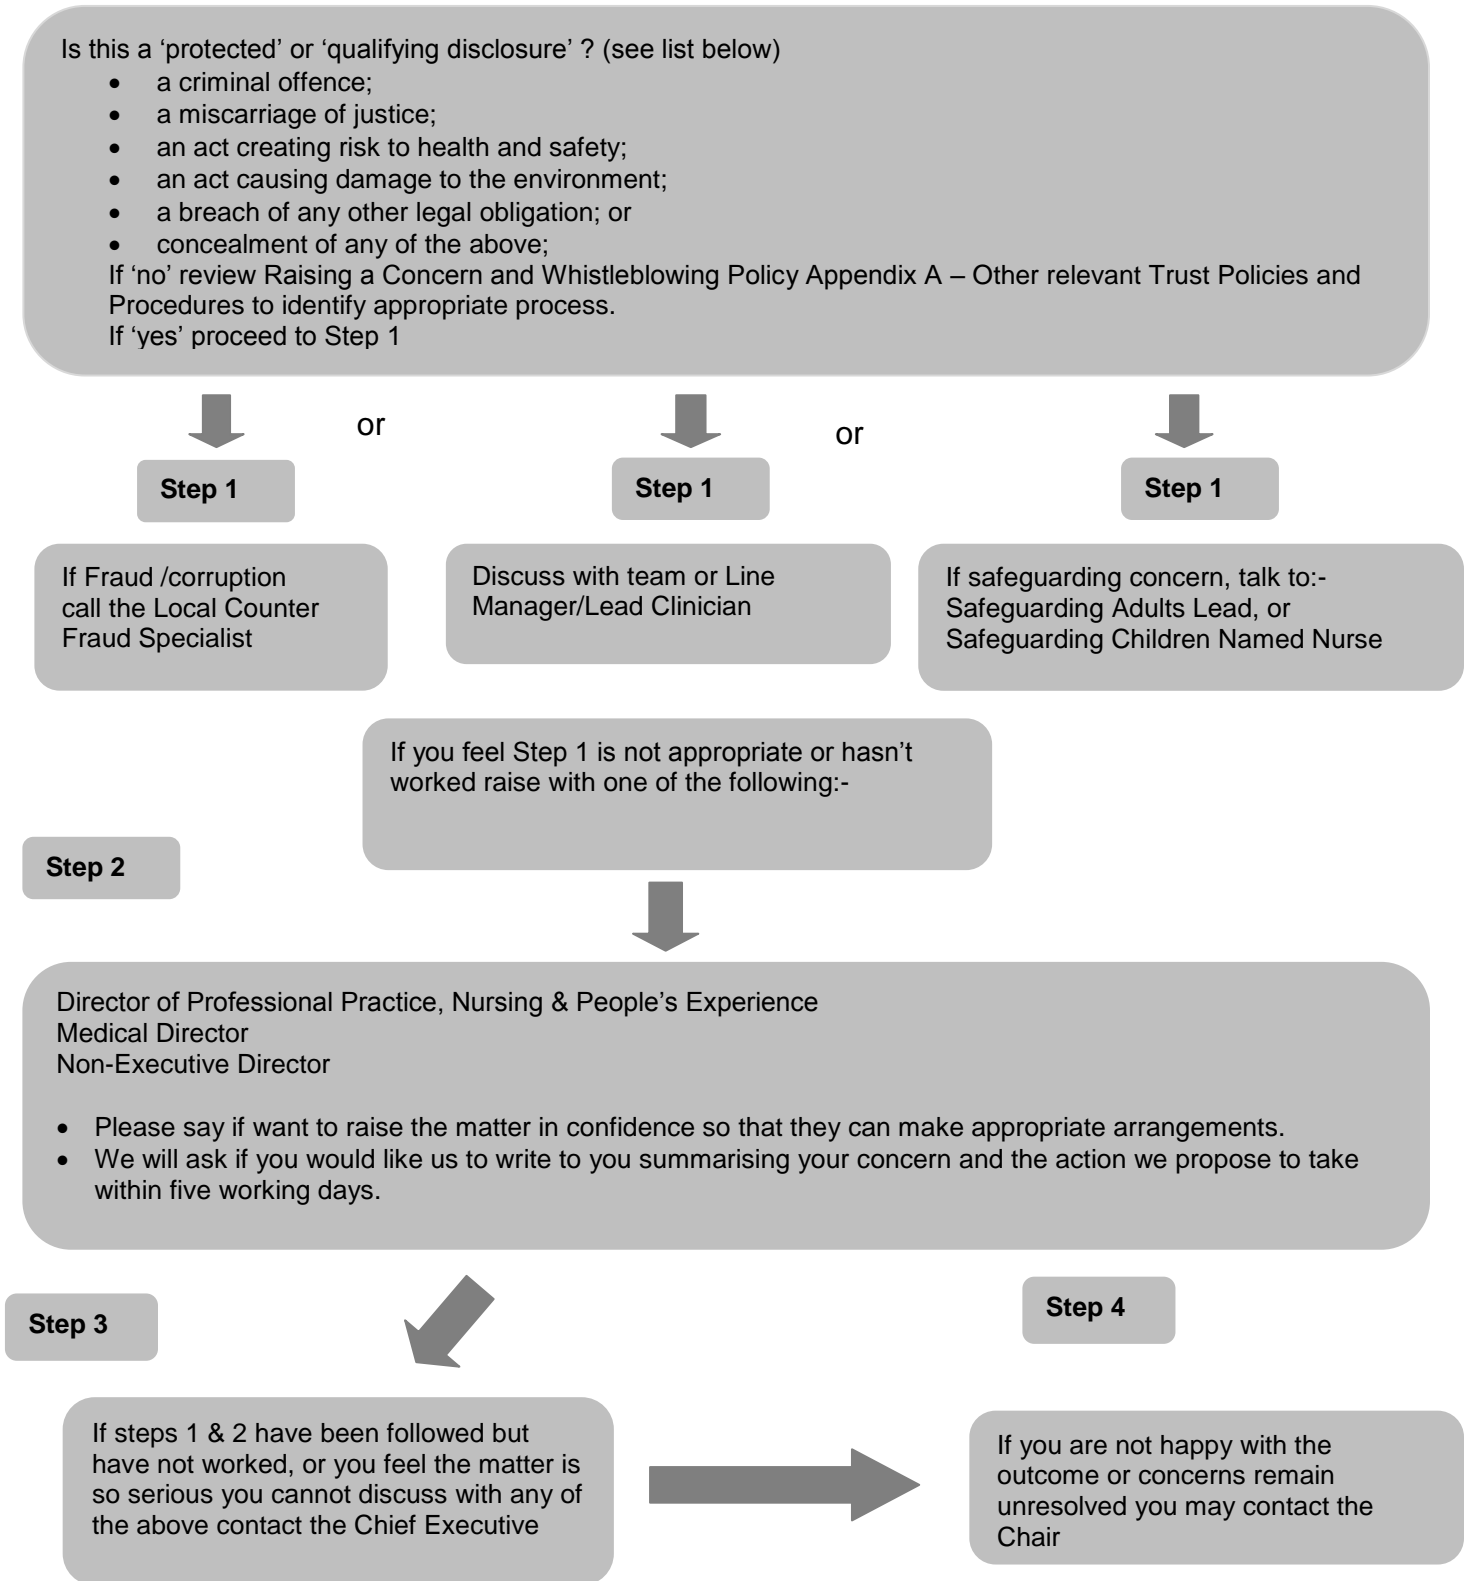 Is this a ‘protected’ or ‘qualifying disclosure’ ? (see list below)
• a criminal offence;
• a miscarriage of justice;
• an act creating risk to health and safety;
• an act causing damage to the environment;
• a breach of any other legal obligation; or
• concealment of any of the above;
If ‘no’ review Raising a Concern and Whistleblowing Policy Appendix A – Other relevant Trust Policies and
Procedures to identify appropriate process.
If ‘yes’ proceed to Step 1
or
or
Step 1
Step 1
Step 1
If Fraud /corruption
call the Local Counter
Fraud Specialist
Discuss with team or Line
Manager/Lead Clinician
If safeguarding concern, talk to:-
Safeguarding Adults Lead, or
Safeguarding Children Named Nurse
If you feel Step 1 is not appropriate or hasn’t
worked raise with one of the following:-
Step 2
Director of Professional Practice, Nursing & People’s Experience
Medical Director
Non-Executive Director
• Please say if want to raise the matter in confidence so that they can make appropriate arrangements.
• We will ask if you would like us to write to you summarising your concern and the action we propose to take
within five working days.
Step 3
Step 4
If steps 1 & 2 have been followed but
have not worked, or you feel the matter is
so serious you cannot discuss with any of
the above contact the Chief Executive
If you are not happy with the
outcome or concerns remain
unresolved you may contact the
Chair